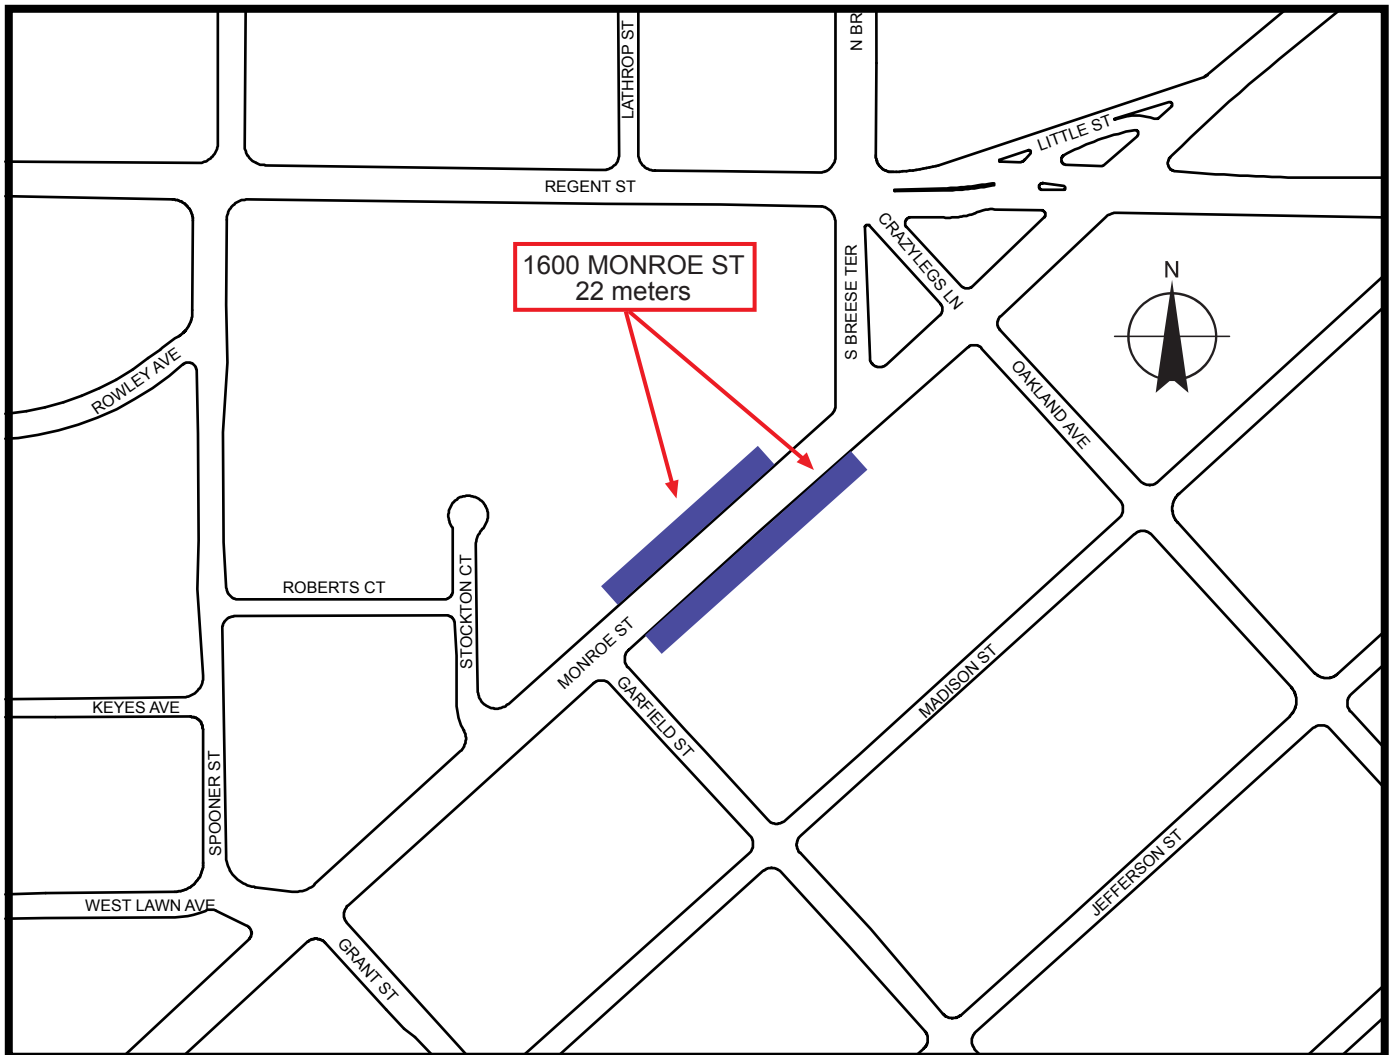 LATHROP ST
N BR
LITTLE ST
REGENT ST
CRAZYLEGS LN
S BREESE TER
1600 MONROE ST
22 meters
N
ROWLEY AVE
OAKLAND AVE
ROBERTS CT
STOCKTON CT
MONROE ST
GARFIELD ST
MADISON ST
KEYES AVE
SPOONER ST
JEFFERSON ST
WEST LAWN AVE
GRANT ST